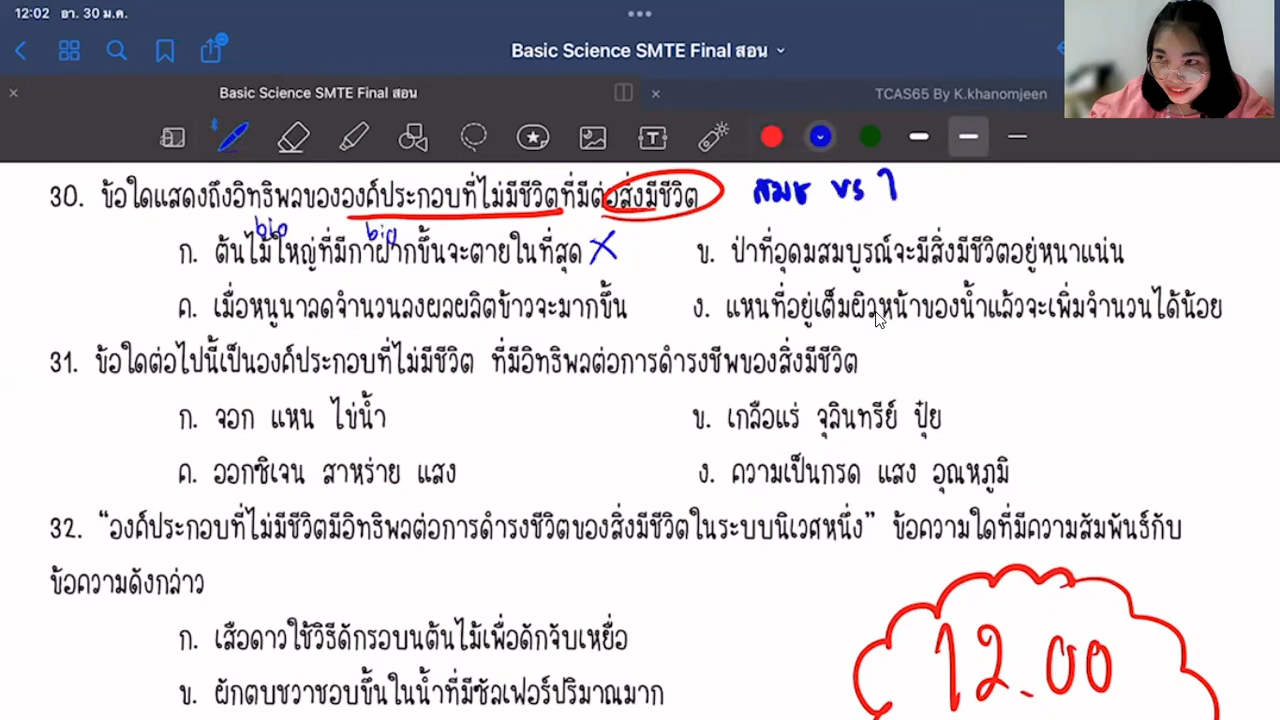 12:02 อา. 30 ม.ค.
Basic Science SMTE Final สอน
Basic Science SMTE Final สอน
TCAS65 By K.khanomjeen
30. ข้อใดแสดงถึงอิทธิพลขององค์ประกอบที่ไม่มีชีวิตที่มีต่อสิ่งมีชีวิต
สมช vs ?
bio bio
ก. ต้นไม้ใหญ่ที่มีกาฝากขึ้นจะตายในที่สุด X ข. ป่าที่อุดมสมบูรณ์จะมีสิ่งมีชีวิตอยู่หนาแน่น
ค. เมื่อหนูนาลดจำนวนลงผลผลิตข้าวจะมากขึ้น ง. แหนที่อยู่เต็มผิวหน้าของน้ำแล้วจะเพิ่มจำนวนได้น้อย
31. ข้อใดต่อไปนี้เป็นองค์ประกอบที่ไม่มีชีวิต ที่มีอิทธิพลต่อการดำรงชีพของสิ่งมีชีวิต
ก. จอก แหน ไข่น้ำ ข. เกลือแร่ จุลินทรีย์ ปุ๋ย
ค. ออกซิเจน สาหร่าย แสง ง. ความเป็นกรด แสง อุณหภูมิ
32. “องค์ประกอบที่ไม่มีชีวิตมีอิทธิพลต่อการดำรงชีวิตของสิ่งมีชีวิตในระบบนิเวศหนึ่ง” ข้อความใดที่มีความสัมพันธ์กับ
ข้อความดังกล่าว
ก. เสือดาวใช้วิธีดักรอบนต้นไม้เพื่อดักจับเหยื่อ
12.00
ข. ผักตบชวาชอบขึ้นในน้ำที่มีซัลเฟอร์ปริมาณมาก